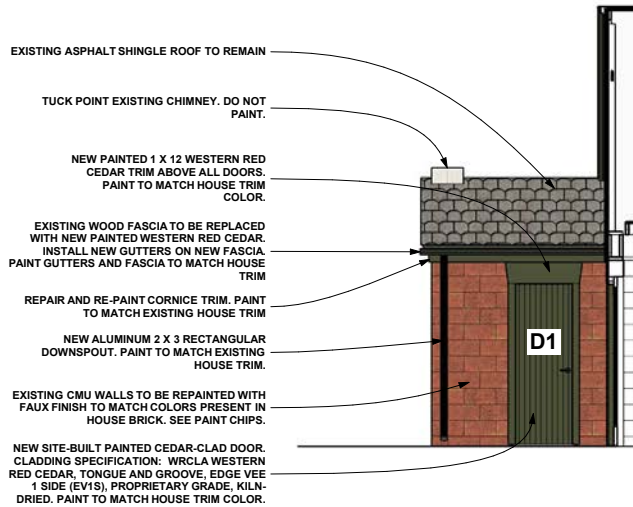 EXISTING ASPHALT SHINGLE ROOF TO REMAIN
TUCK POINT EXISTING CHIMNEY. DO NOT
PAINT.
NEW PAINTED 1 X 12 WESTERN RED
CEDAR TRIM ABOVE ALL DOORS.
PAINT TO MATCH HOUSE TRIM
COLOR.
EXISTING WOOD FASCIA TO BE REPLACED
WITH NEW PAINTED WESTERN RED CEDAR.
INSTALL NEW GUTTERS ON NEW FASCIA.
PAINT GUTTERS AND FASCIA TO MATCH HOUSE
TRIM
REPAIR AND RE-PAINT CORNICE TRIM. PAINT
TO MATCH EXISTING HOUSE TRIM
NEW ALUMINUM 2 X 3 RECTANGULAR
DOWNSPOUT. PAINT TO MATCH EXISTING
HOUSE TRIM.
EXISTING CMU WALLS TO BE REPAINTED WITH
FAUX FINISH TO MATCH COLORS PRESENT IN
HOUSE BRICK. SEE PAINT CHIPS.
NEW SITE-BUILT PAINTED CEDAR-CLAD DOOR.
CLADDING SPECIFICATION: WRCLA WESTERN
RED CEDAR, TONGUE AND GROOVE, EDGE VEE
1 SIDE (EV1S), PROPRIETARY GRADE, KILN-
DRIED. PAINT TO MATCH HOUSE TRIM COLOR.
D1